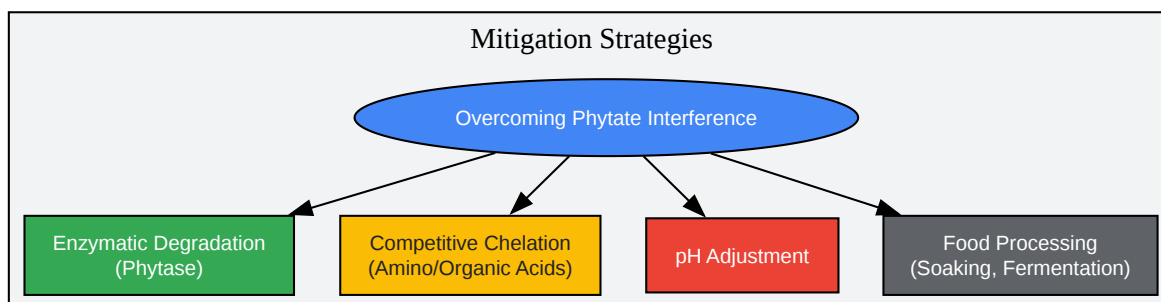 Mitigation Strategies
Overcoming Phytate Interference
Enzymatic Degradation
(Phytase)
Competitive Chelation
(Amino/Organic Acids)
pH Adjustment
Food Processing
(Soaking, Fermentation)